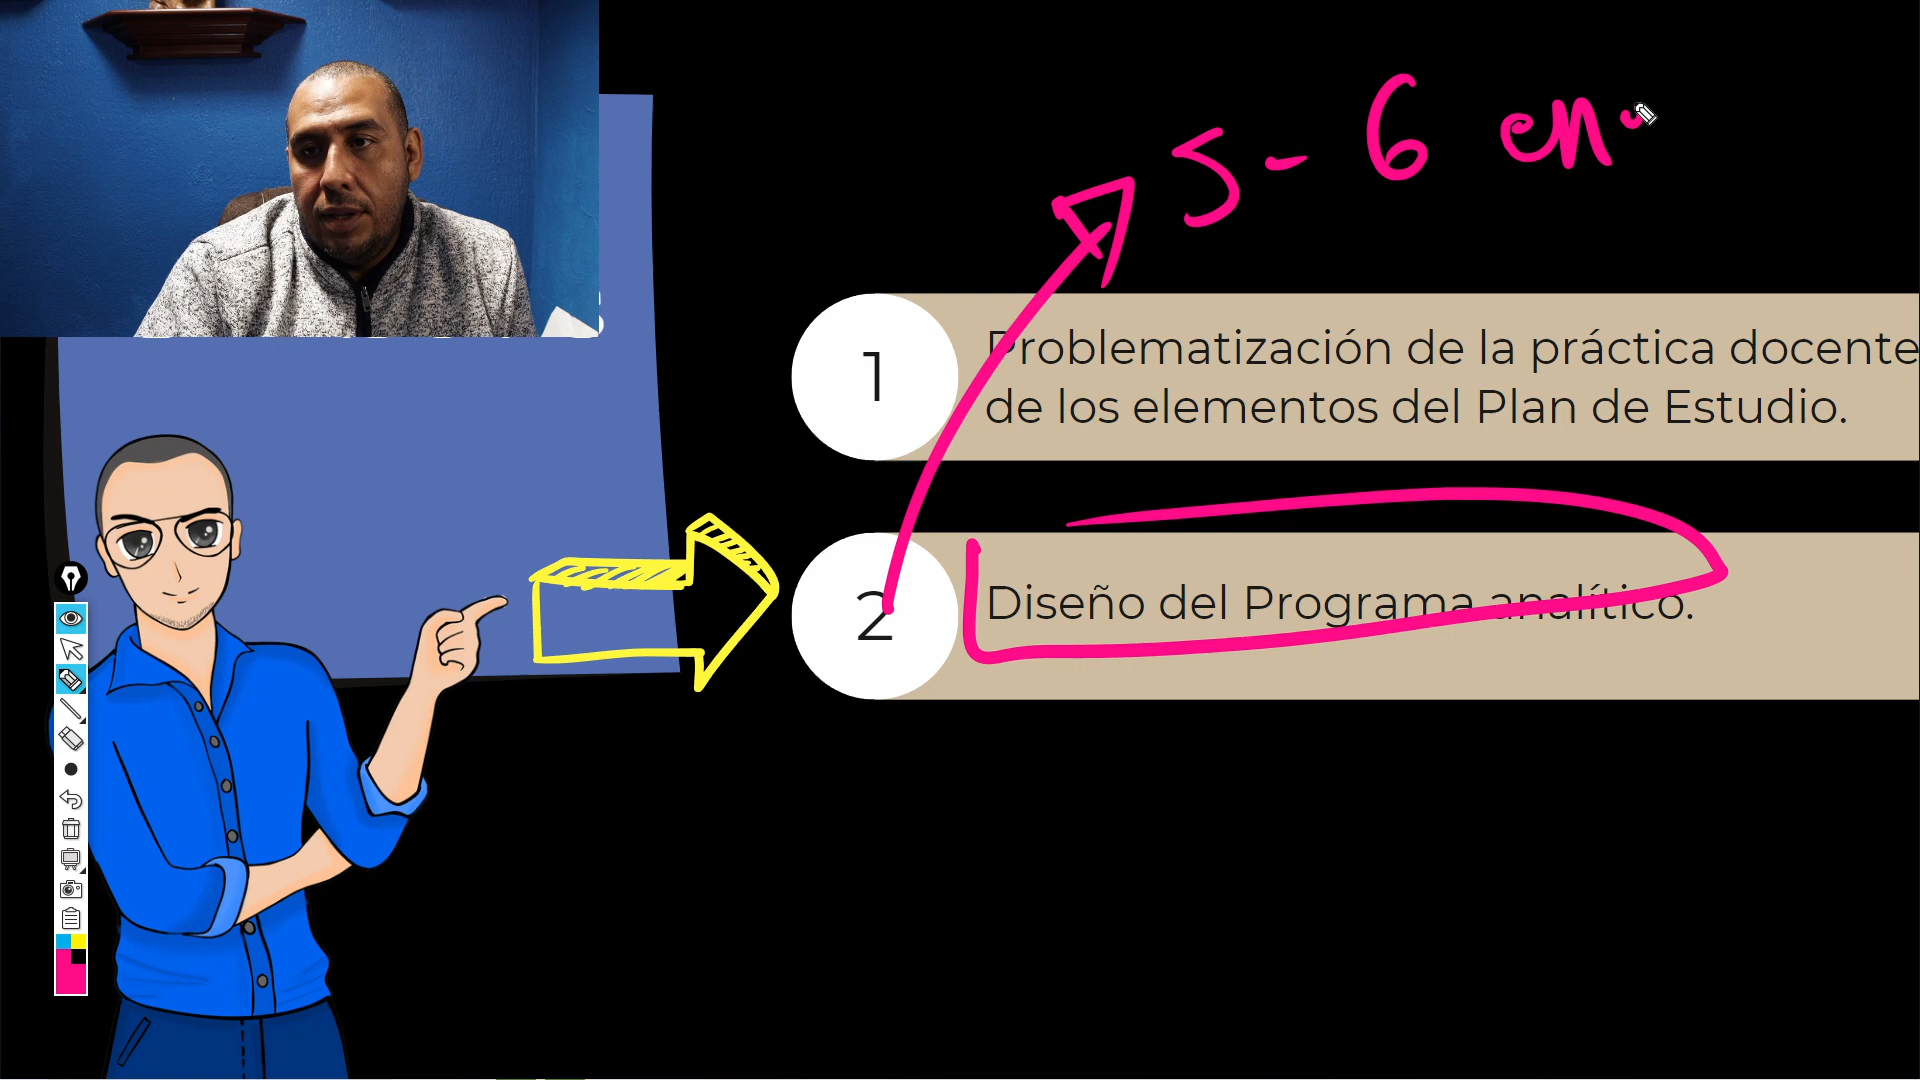 5 - 6 en
1
Problematización de la práctica docente
de los elementos del Plan de Estudio.
2
Diseño del Programa analítico.